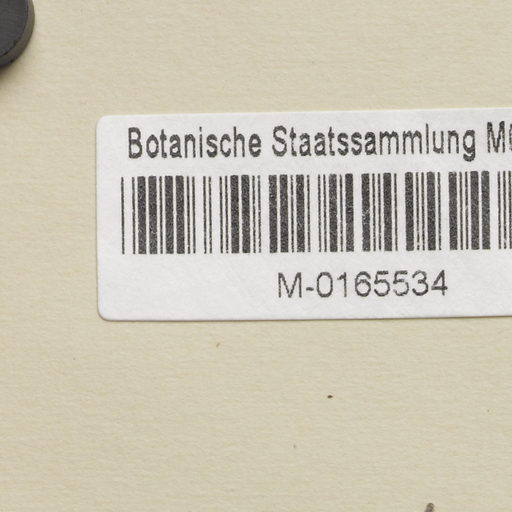 Botanische Staatssammlung
M-0165534